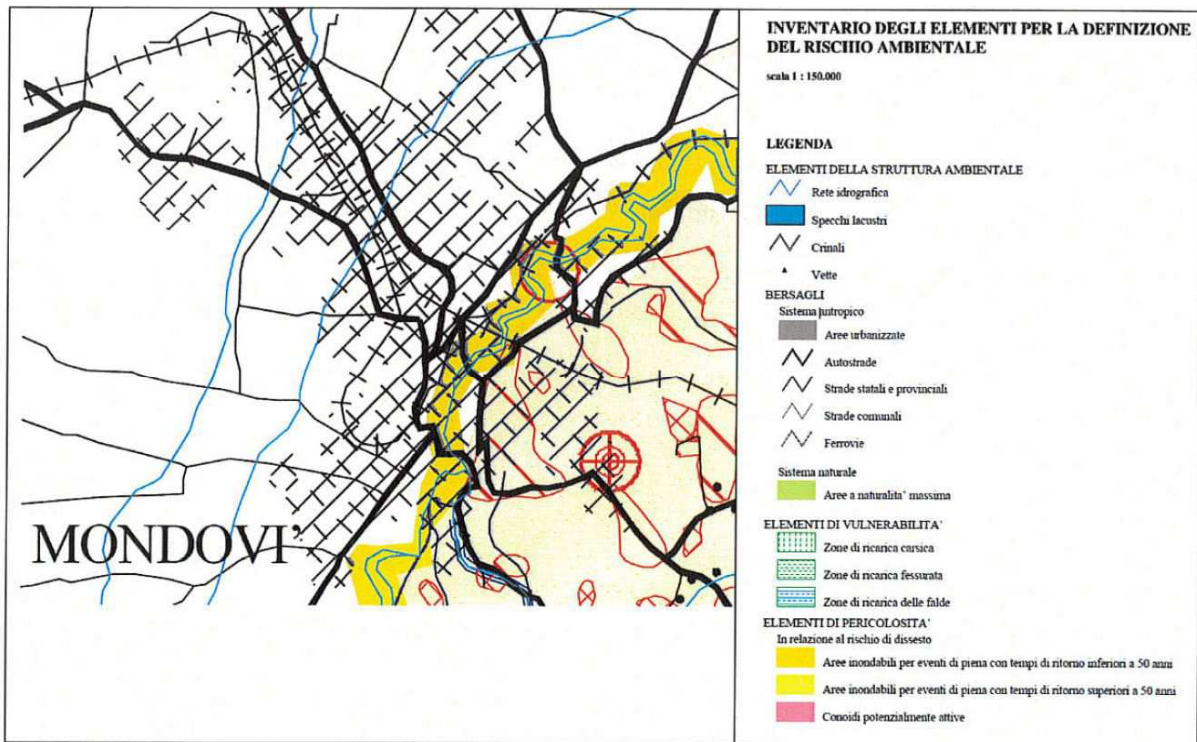 INVENTARIO DEGLI ELEMENTI PER LA DEFINIZIONE
DEL RISCHIO AMBIENTALE
scala 1 : 150.000
LEGENDA
ELEMENTI DELLA STRUTTURA AMBIENTALE
Rete idrografica
Specchi lacustri
Crinali
Vette
BERSAGLI
Sistema jutropico
Aree urbanizzate
Autostrade
Strade statali e provinciali
Strade comunali
Ferrovie
Sistema naturale
Aree a naturalita' massima
ELEMENTI DI VULNERABILITA'
Zone di ricarica carsica
Zone di ricarica fessurata
Zone di ricarica delle falde
ELEMENTI DI PERICOLOSITA'
In relazione al rischio di dissesto
Aree inondabili per eventi di piena con tempi di ritorno inferiori a 50 anni
Aree inondabili per eventi di piena con tempi di ritorno superiori a 50 anni
Conoidi potenzialmente attive
MONDOVI'